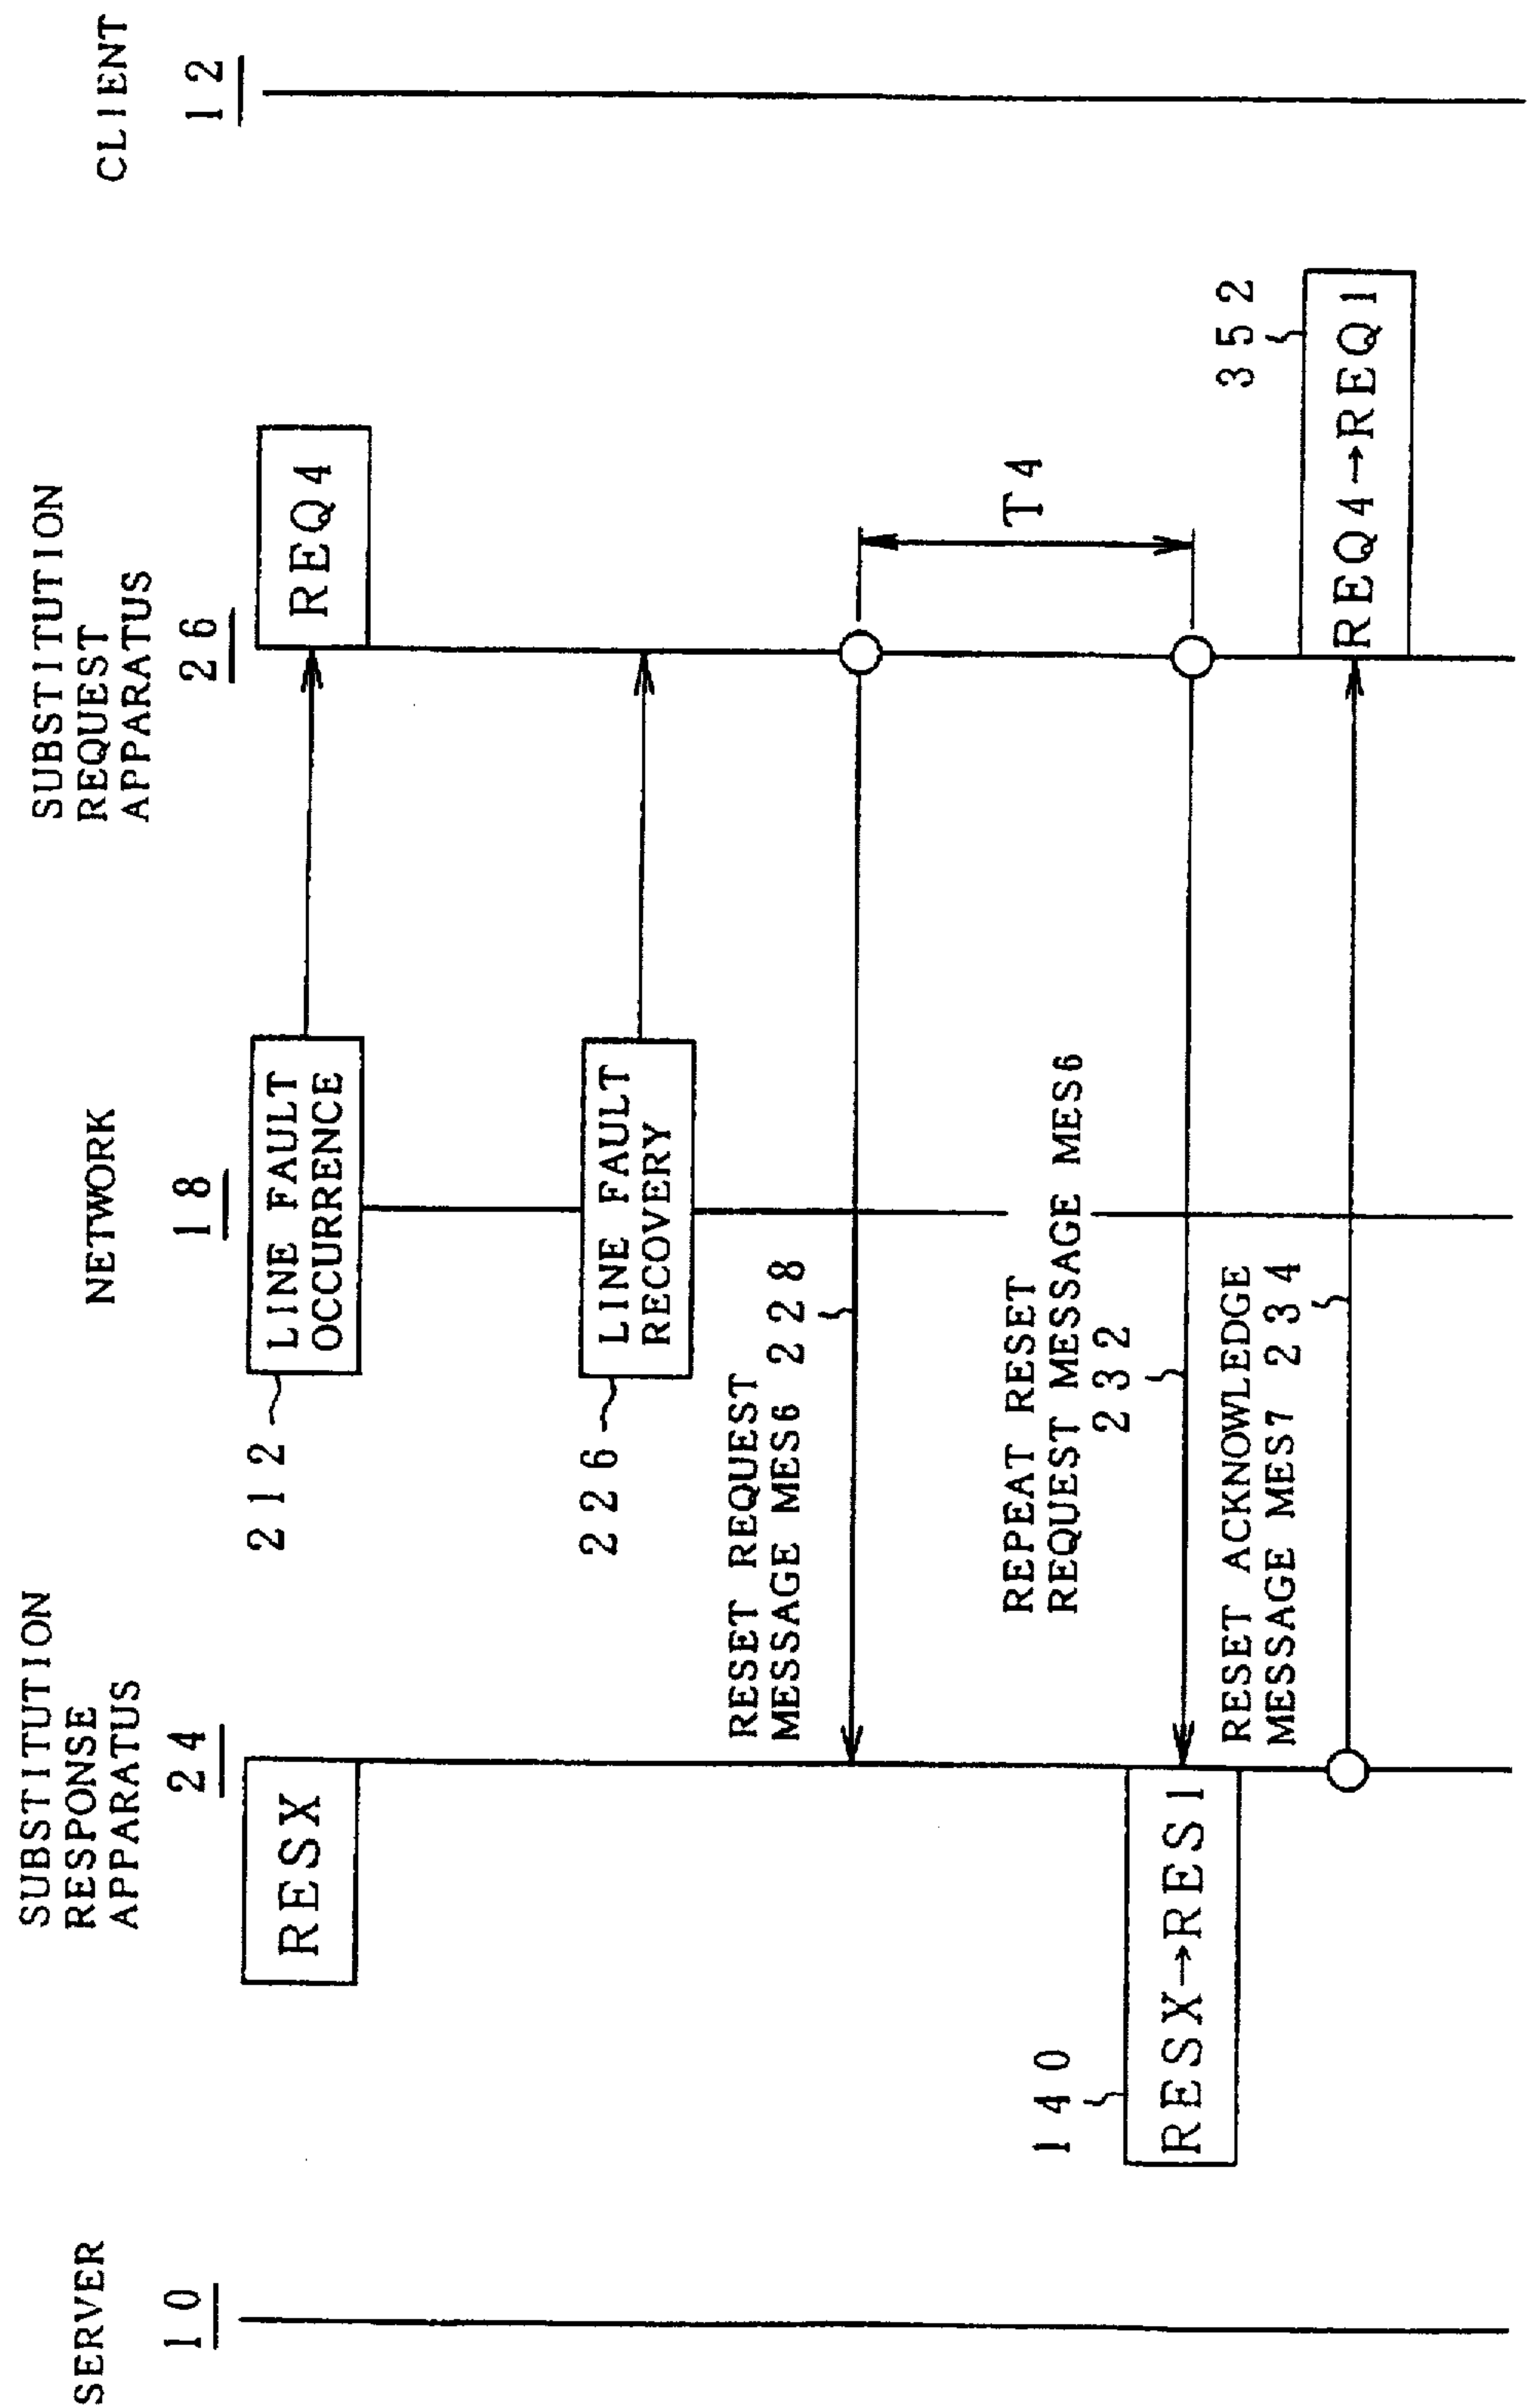 SERVER
10
SUBSTITUTION
RESPONSE
APPARATUS
24
NETWORK
18
SUBSTITUTION
REQUEST
APPARATUS
26
CLIENT
12
RESX
212
LINE FAULT
OCCURRENCE
REQ4
226
LINE FAULT
RECOVERY
RESET REQUEST
MESSAGE MES6 228
T4
REPEAT RESET
REQUEST MESSAGE MES6
232
140
RESX→RES1
RESET ACKNOWLEDGE
MESSAGE MES7 234
352
REQ4→REQ1